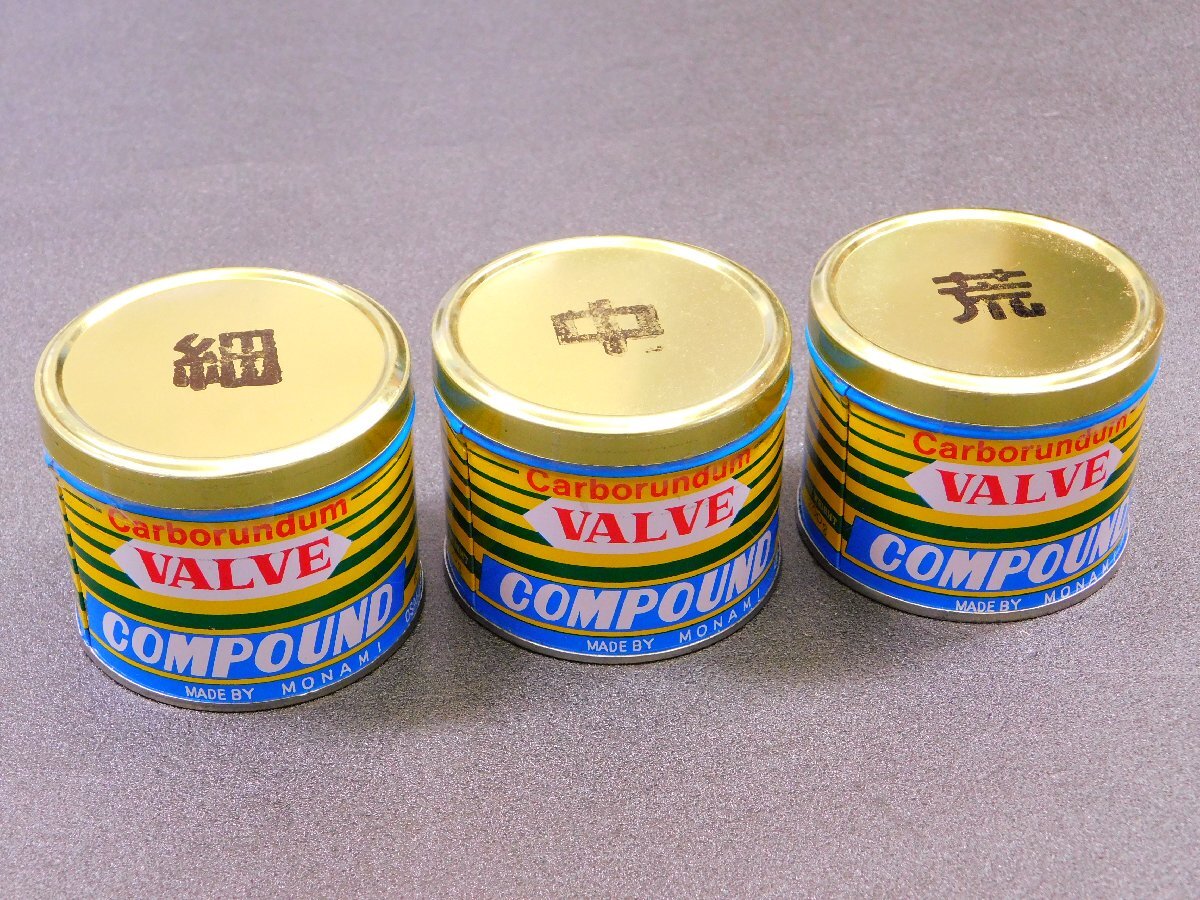 細
Carborundum
VALVE
COMPOUND
MADE BY MONAMI
中
Carborundum
VALVE
COMPOUND
MADE BY MONAMI
荒
Carborundum
VALVE
COMPOUND
MADE BY MONAMI